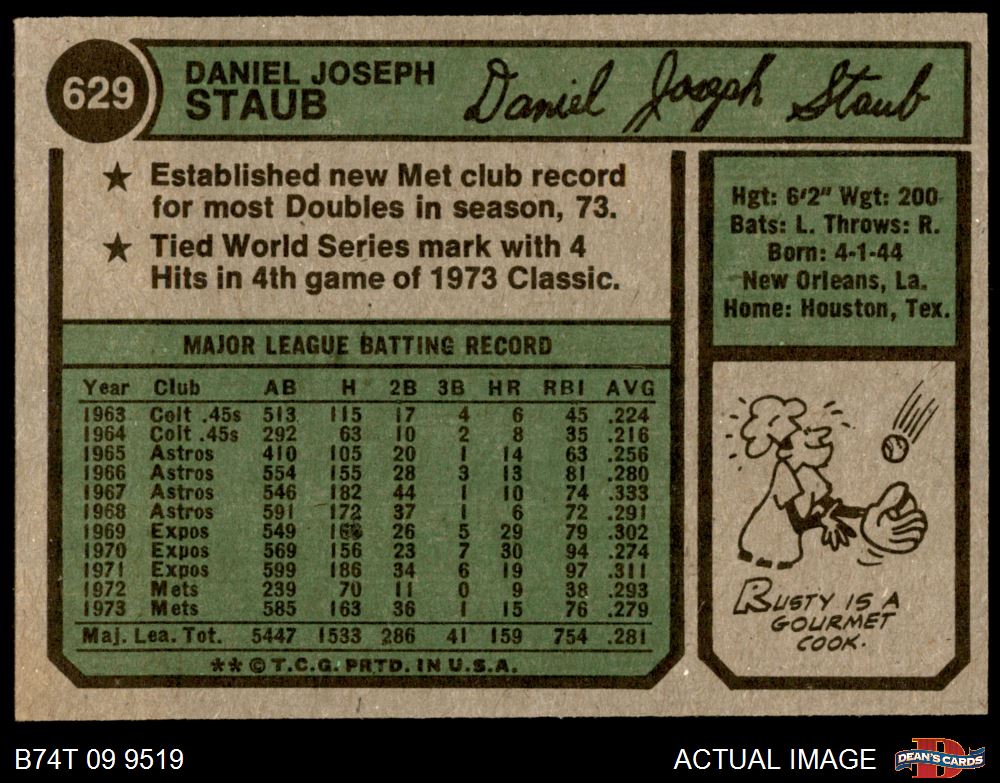 629
DANIEL JOSEPH
STAUB
Daniel Joseph Staub
★ Established new Met club record
for most Doubles in season, 73.
★ Tied World Series mark with 4
Hits in 4th game of 1973 Classic.
Hgt: 6'2" Wgt: 200
Bats: L. Throws: R.
Born: 4-1-44
New Orleans, La.
Home: Houston, Tex.
MAJOR LEAGUE BATTING RECORD
Year Club AB H 2B 3B HR RBI AVG
1963 Colt .45s 513 115 17 4 6 45 .224
1964 Colt .45s 292 63 10 2 8 35 .216
1965 Astros 410 105 20 1 14 63 .256
1966 Astros 554 155 28 3 13 81 .280
1967 Astros 546 182 44 1 10 74 .333
1968 Astros 591 172 37 1 6 72 .291
1969 Expos 549 26 5 29 79 .302
1970 Expos 569 156 23 7 30 94 .274
1971 Expos 599 186 34 6 19 97 .311
1972 Mets 239 70 11 0 9 38 .293
1973 Mets 585 163 36 1 15 76 .279
Maj. Lea. Tot. 5447 1533 286 41 159 754 .281
**©T.C.G. PRTD. IN U.S.A.
RUSTY IS A
GOURMET
COOK.
B74T 09 9519
ACTUAL IMAGE
DEAN'S CARDS